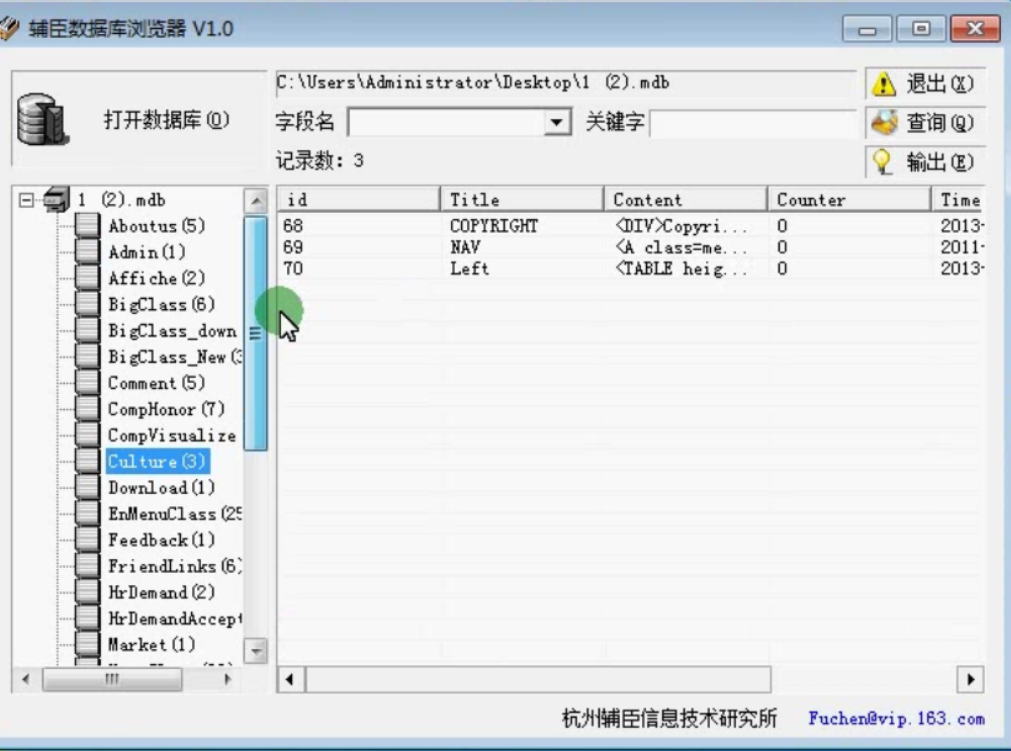 辅臣数据库浏览器 V1.0
打开数据库(O)
C:\Users\Administrator\Desktop\1 (2).mdb
退出(X)
字段名
关键字
查询(Q)
记录数：3
输出(E)
1 (2).mdb
Aboutus(5)
Admin(1)
Affiche(2)
BigClass(6)
BigClass_down
BigClass_New(3
Comment(5)
CompHonor(7)
CompVisualize
Culture(3)
Download(1)
EnMenuClass(25
Feedback(1)
FriendLinks(6)
HrDemand(2)
HrDemandAccept
Market(1)
id Title Content Counter Time
68 COPYRIGHT <DIV>Copyri... 0 2013-
69 NAV <A class=me... 0 2011-
70 Left <TABLE heig... 0 2013-
杭州辅臣信息技术研究所 Fuchen@vip.163.com